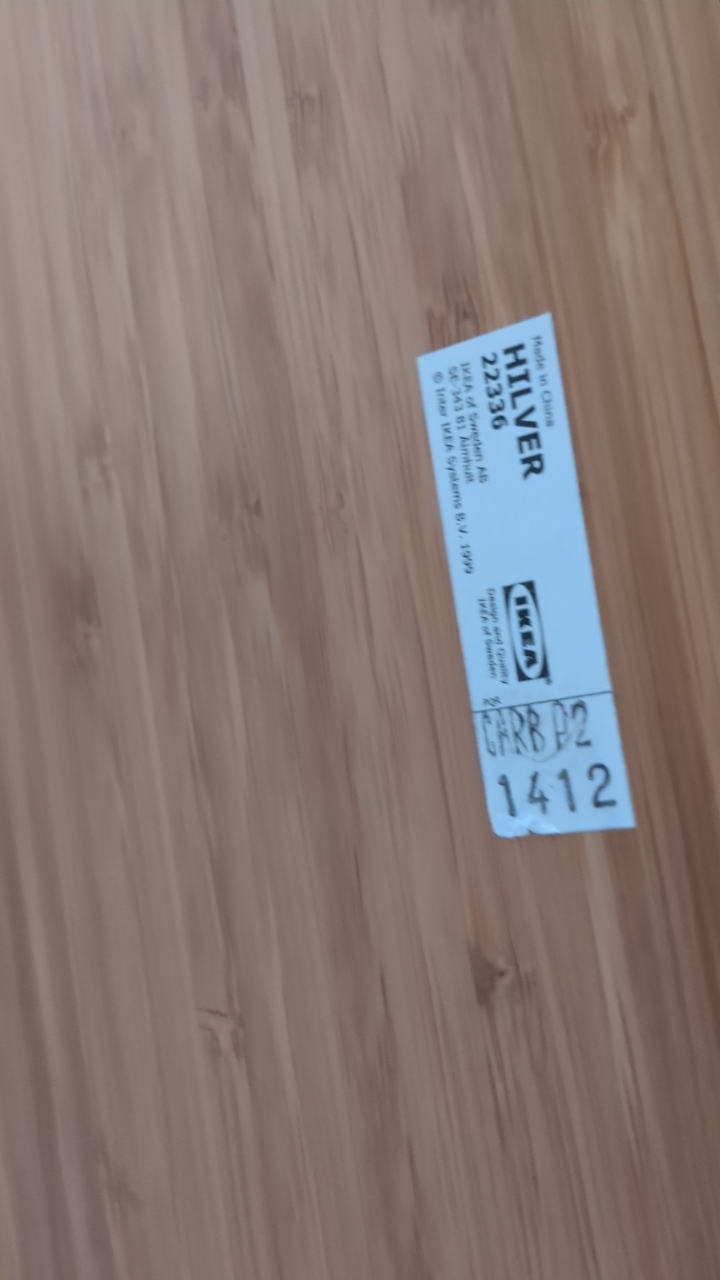 Made in China
HILVER
22336
IKEA of Sweden AB
SE-343 81 Älmhult
© Inter IKEA Systems B.V. 1999
IKEA®
Design and Quality
IKEA of Sweden
CARB P2
1412